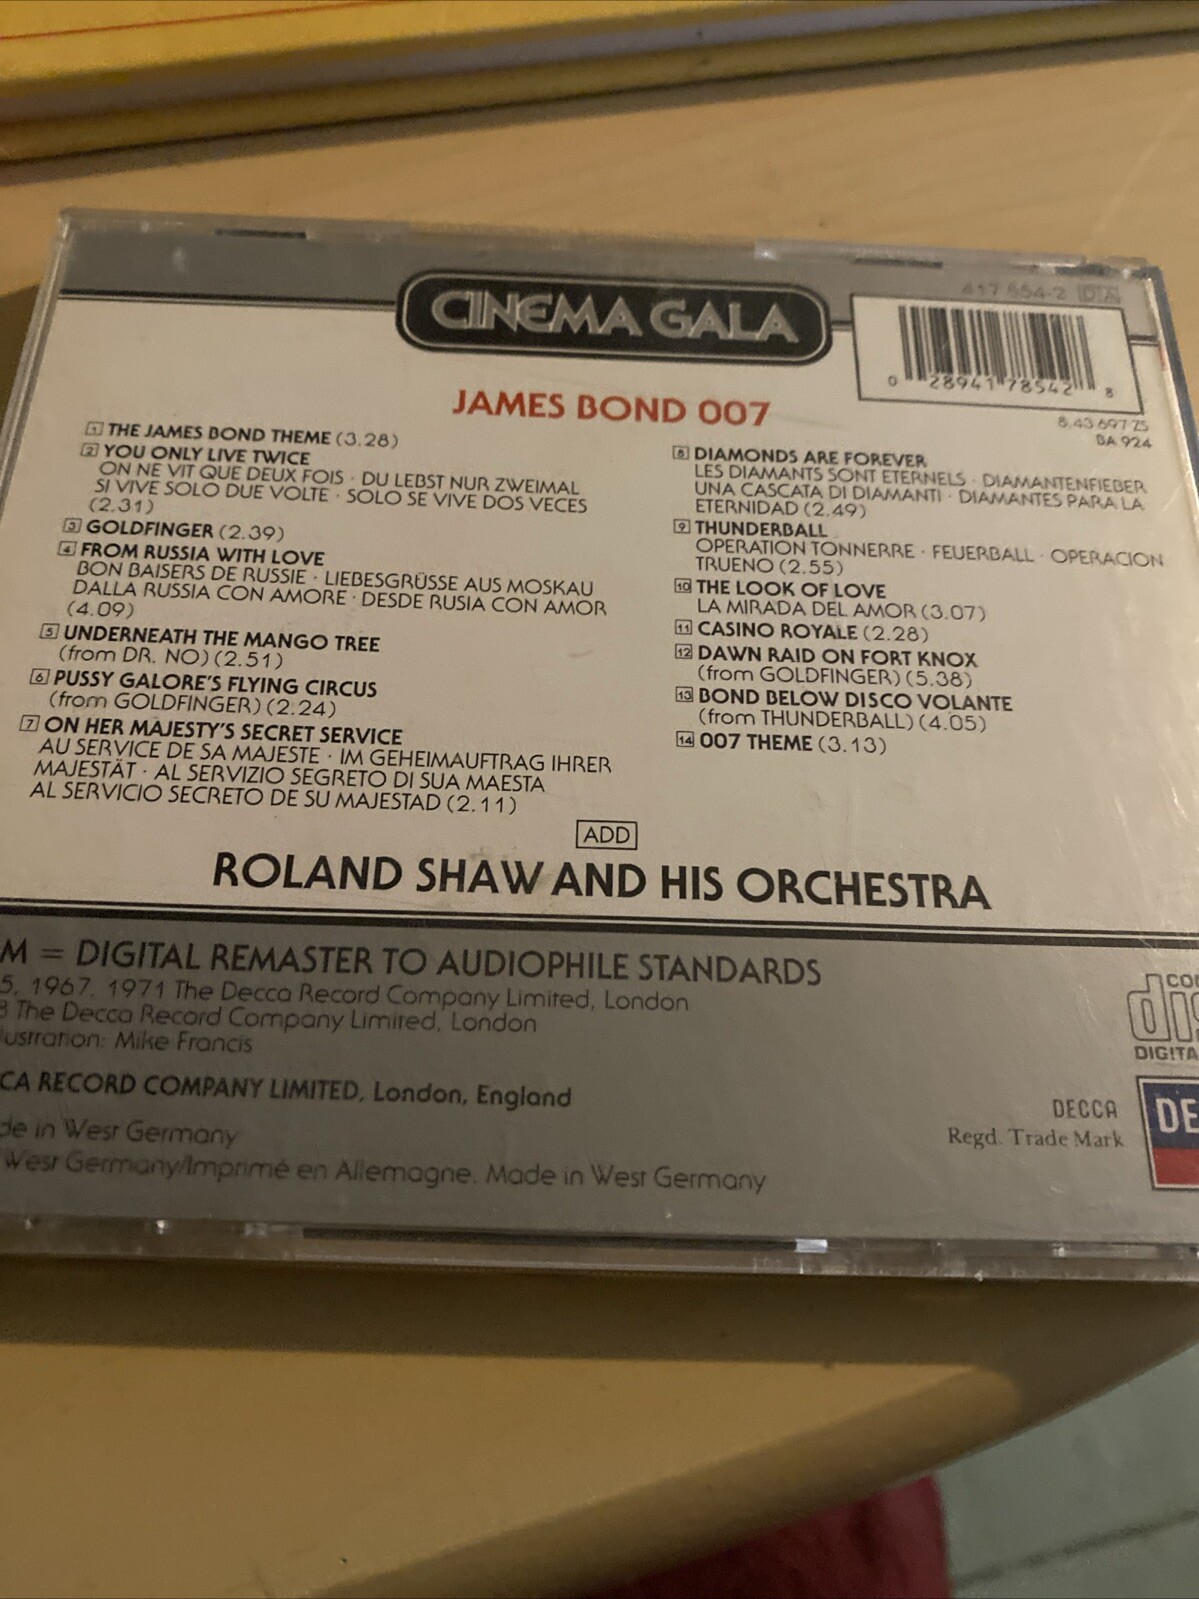 CINEMA GALA
417 854-2 DIA
0 28941 78542 8
8.43 697 ZS
BA 924
JAMES BOND 007
1 THE JAMES BOND THEME (3.28)
2 YOU ONLY LIVE TWICE
ON NE VIT QUE DEUX FOIS · DU LEBST NUR ZWEIMAL
SI VIVE SOLO DUE VOLTE · SOLO SE VIVE DOS VECES
(2.31)
3 GOLDFINGER (2.39)
4 FROM RUSSIA WITH LOVE
BON BAISERS DE RUSSIE · LIEBESGRÜSSE AUS MOSKAU
DALLA RUSSIA CON AMORE · DESDE RUSIA CON AMOR
(4.09)
5 UNDERNEATH THE MANGO TREE
(from DR. NO) (2.51)
6 PUSSY GALORE'S FLYING CIRCUS
(from GOLDFINGER) (2.24)
7 ON HER MAJESTY'S SECRET SERVICE
AU SERVICE DE SA MAJESTE · IM GEHEIMAUFTRAG IHRER
MAJESTÄT · AL SERVIZIO SEGRETO DI SUA MAESTA
AL SERVICIO SECRETO DE SU MAJESTAD (2.11)
8 DIAMONDS ARE FOREVER
LES DIAMANTS SONT ETERNELS · DIAMANTENFIEBER
UNA CASCATA DI DIAMANTI · DIAMANTES PARA LA
ETERNIDAD (2.49)
9 THUNDERBALL
OPERATION TONNERRE · FEUERBALL · OPERACION
TRUENO (2.55)
10 THE LOOK OF LOVE
LA MIRADA DEL AMOR (3.07)
11 CASINO ROYALE (2.28)
12 DAWN RAID ON FORT KNOX
(from GOLDFINGER) (5.38)
13 BOND BELOW DISCO VOLANTE
(from THUNDERBALL) (4.05)
14 007 THEME (3.13)
ADD
ROLAND SHAW AND HIS ORCHESTRA
M = DIGITAL REMASTER TO AUDIOPHILE STANDARDS
5, 1967, 1971 The Decca Record Company Limited, London
8 The Decca Record Company Limited, London
ustration: Mike Francis
CA RECORD COMPANY LIMITED, London, England
de in West Germany
West Germany/Imprimé en Allemagne. Made in West Germany
CO
dis
DIGITA
DECCA
Regd. Trade Mark
DE